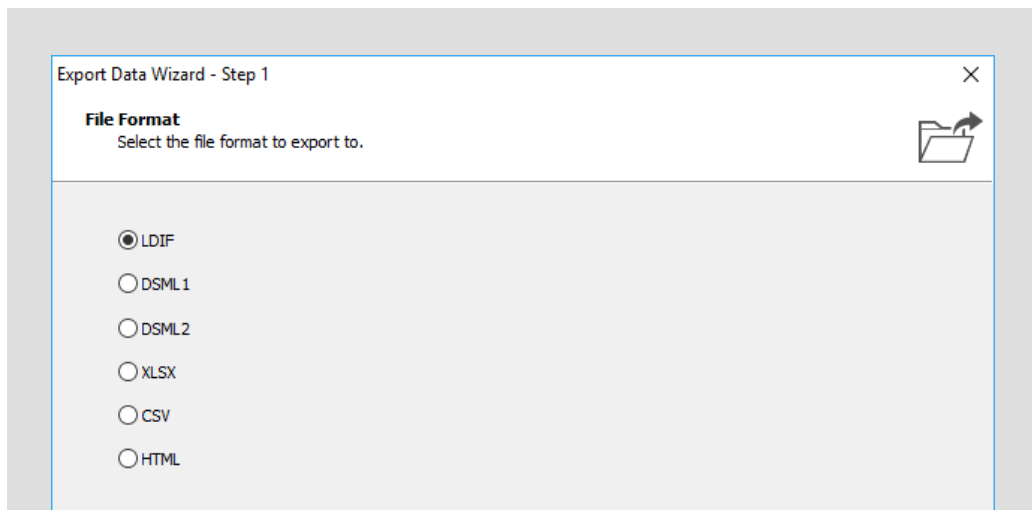 Export Data Wizard - Step 1
File Format
Select the file format to export to.
LDIF
DSML1
DSML2
XLSX
CSV
HTML